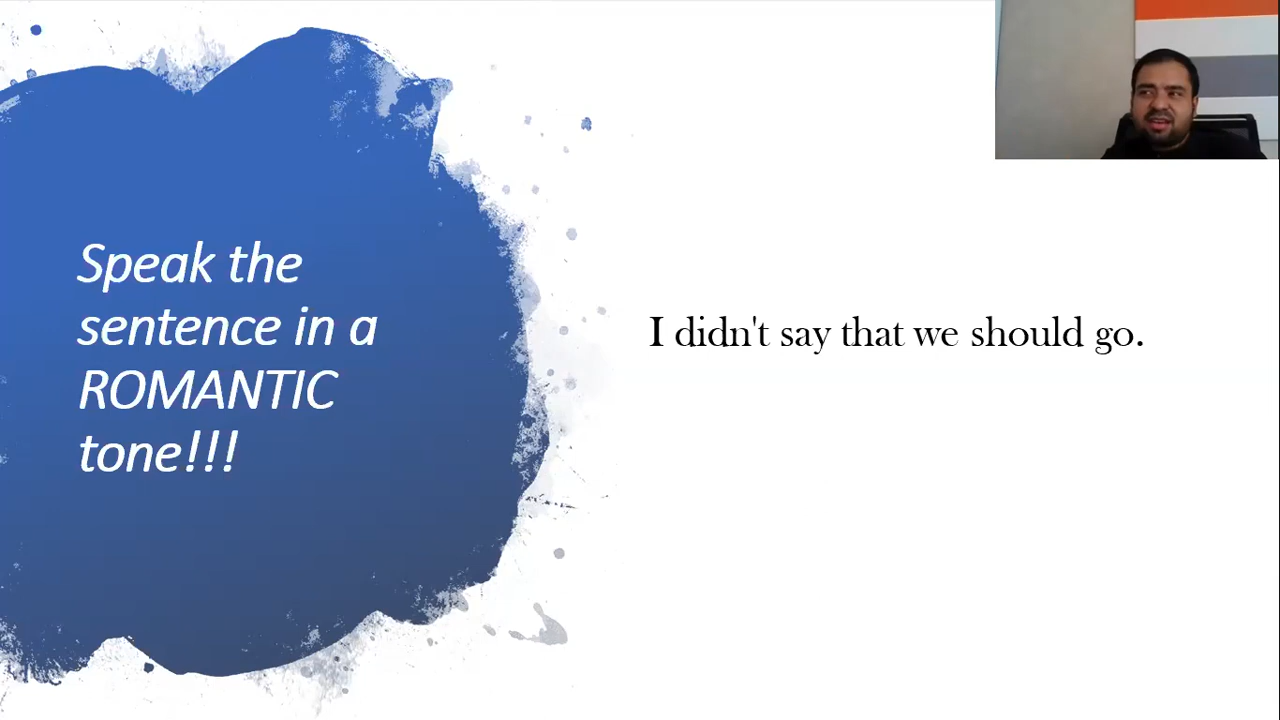 Speak the
sentence in a
ROMANTIC
tone!!!
I didn't say that we should go.